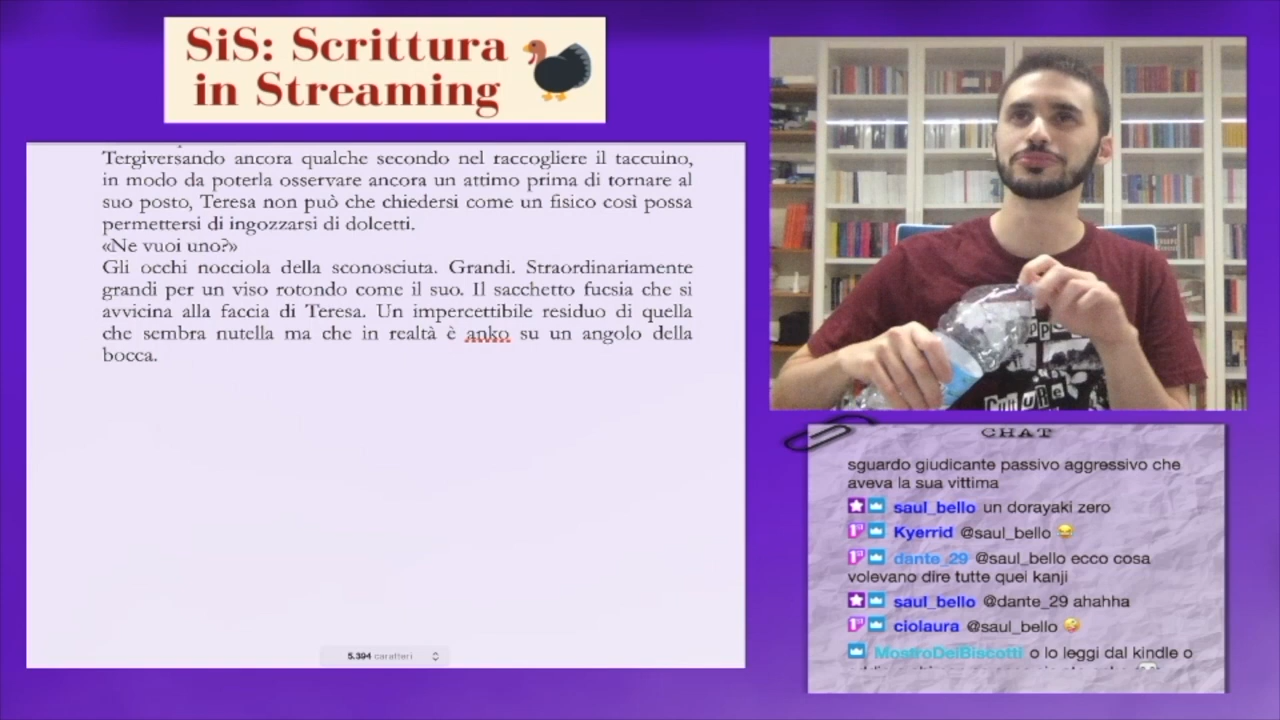 SiS: Scrittura
in Streaming
Tergiversando ancora qualche secondo nel raccogliere il taccuino,
in modo da poterla osservare ancora un attimo prima di tornare al
suo posto, Teresa non può che chiedersi come un fisico così possa
permettersi di ingozzarsi di dolcetti.
«Ne vuoi uno?»
Gli occhi nocciola della sconosciuta. Grandi. Straordinariamente
grandi per un viso rotondo come il suo. Il sacchetto fucsia che si
avvicina alla faccia di Teresa. Un impercettibile residuo di quella
che sembra nutella ma che in realtà è anko su un angolo della
bocca.
5.394 caratteri
CULTURE
CHAT
sguardo giudicante passivo aggressivo che
aveva la sua vittima
saul_bello un dorayaki zero
Kyerrid @saul_bello 😂
dante_29 @saul_bello ecco cosa
volevano dire tutte quei kanji
saul_bello @dante_29 ahahha
ciolaura @saul_bello 🤪
MostroDeiBiscotti o lo leggi dal kindle o